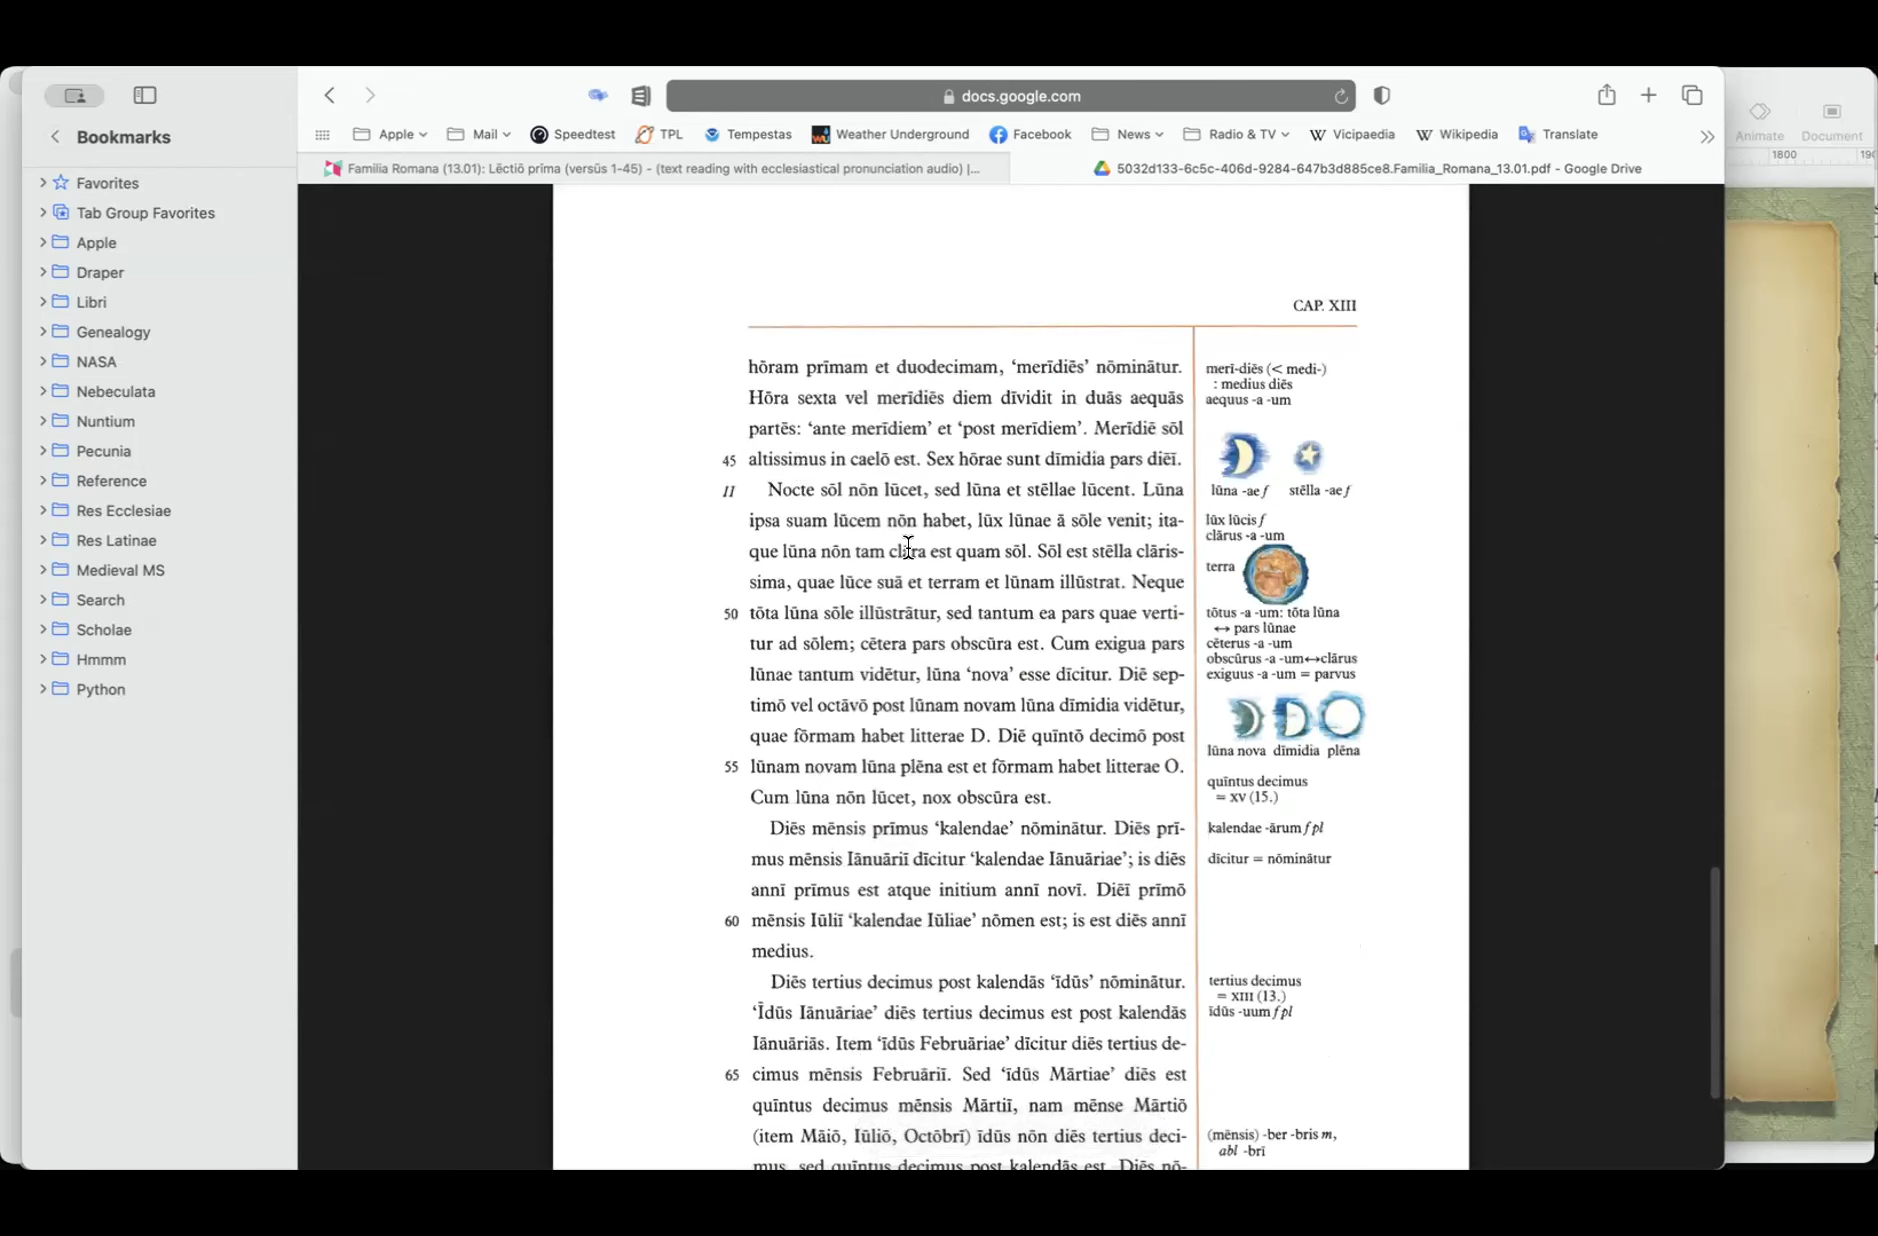 docs.google.com
Bookmarks
Apple
Mail
Speedtest
TPL
Tempestas
Weather Underground
Facebook
News
Radio & TV
Vicipaedia
Wikipedia
Translate
Animate
Document
1800
Familia Romana (13.01): Lēctiō prīma (versūs 1-45) - (text reading with ecclesiastical pronunciation audio) |...
5032d133-6c5c-406d-9284-647b3d885ce8.Familia_Romana_13.01.pdf - Google Drive
Favorites
Tab Group Favorites
Apple
Draper
Libri
Genealogy
NASA
Nebeculata
Nuntium
Pecunia
Reference
Res Ecclesiae
Res Latinae
Medieval MS
Search
Scholae
Hmmm
Python
CAP. XIII
hōram prīmam et duodecimam, ‘merīdiēs’ nōminātur.
Hōra sexta vel merīdiēs diem dīvidit in duās aequās
partēs: ‘ante merīdiem’ et ‘post merīdiem’. Merīdiē sōl
45 altissimus in caelō est. Sex hōrae sunt dīmidia pars diēī.
II Nocte sōl nōn lūcet, sed lūna et stēllae lūcent. Lūna
ipsa suam lūcem nōn habet, lūx lūnae ā sōle venit; ita-
que lūna nōn tam clāra est quam sōl. Sōl est stēlla clāris-
sima, quae lūce suā et terram et lūnam illūstrat. Neque
50 tōta lūna sōle illūstrātur, sed tantum ea pars quae verti-
tur ad sōlem; cētera pars obscūra est. Cum exigua pars
lūnae tantum vidētur, lūna ‘nova’ esse dīcitur. Diē sep-
timō vel octāvō post lūnam novam lūna dīmidia vidētur,
quae fōrmam habet litterae D. Diē quīntō decimō post
55 lūnam novam lūna plēna est et fōrmam habet litterae O.
Cum lūna nōn lūcet, nox obscūra est.
Diēs mēnsis prīmus ‘kalendae’ nōminātur. Diēs prī-
mus mēnsis Iānuāriī dīcitur ‘kalendae Iānuāriae’; is diēs
annī prīmus est atque initium annī novī. Diēī prīmō
60 mēnsis Iūliī ‘kalendae Iūliae’ nōmen est; is est diēs annī
medius.
Diēs tertius decimus post kalendās ‘īdūs’ nōminātur.
‘Īdūs Iānuāriae’ diēs tertius decimus est post kalendās
Iānuāriās. Item ‘īdūs Februāriae’ dīcitur diēs tertius de-
65 cimus mēnsis Februāriī. Sed ‘īdūs Mārtiae’ diēs est
quīntus decimus mēnsis Mārtiī, nam mēnse Mārtiō
(item Māiō, Iūliō, Octōbrī) īdūs nōn diēs tertius deci-
mus, sed quīntus decimus post kalendās est. Diēs nō-
merī-diēs (< medi-)
: medius diēs
aequus -a -um
lūna -ae f stēlla -ae f
lūx lūcis f
clārus -a -um
terra
tōtus -a -um: tōta lūna
↔ pars lūnae
cēterus -a -um
obscūrus -a -um↔clārus
exiguus -a -um = parvus
lūna nova dīmidia plēna
quīntus decimus
= XV (15.)
kalendae -ārum f pl
dīcitur = nōminātur
tertius decimus
= XIII (13.)
īdūs -uum f pl
(mēnsis) -ber -bris m,
abl -brī